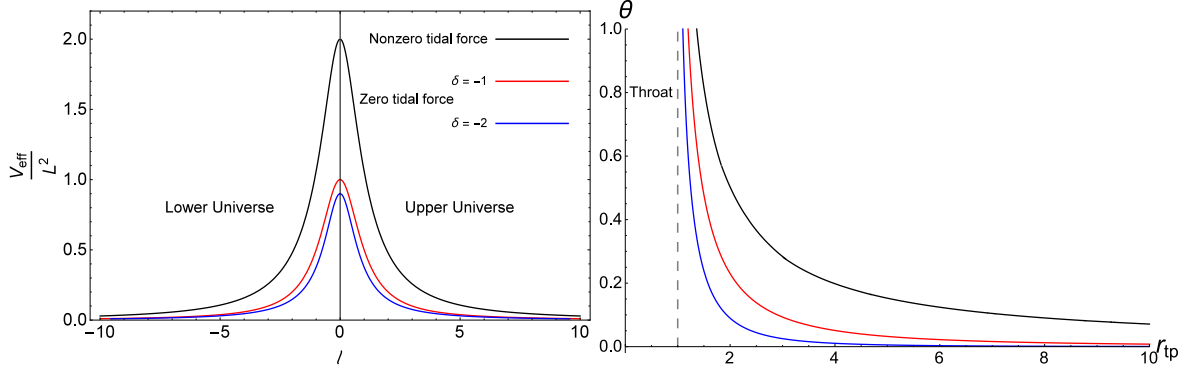 V_eff/L^2
2.0
1.5
1.0
0.5
0.0
Nonzero tidal force
δ = -1
Zero tidal force
δ = -2
Lower Universe
Upper Universe
-10 -5 0 5 10
l
θ
1.0
0.8
0.6
0.4
0.2
0.0
Throat
2 4 6 8 10
r_tp